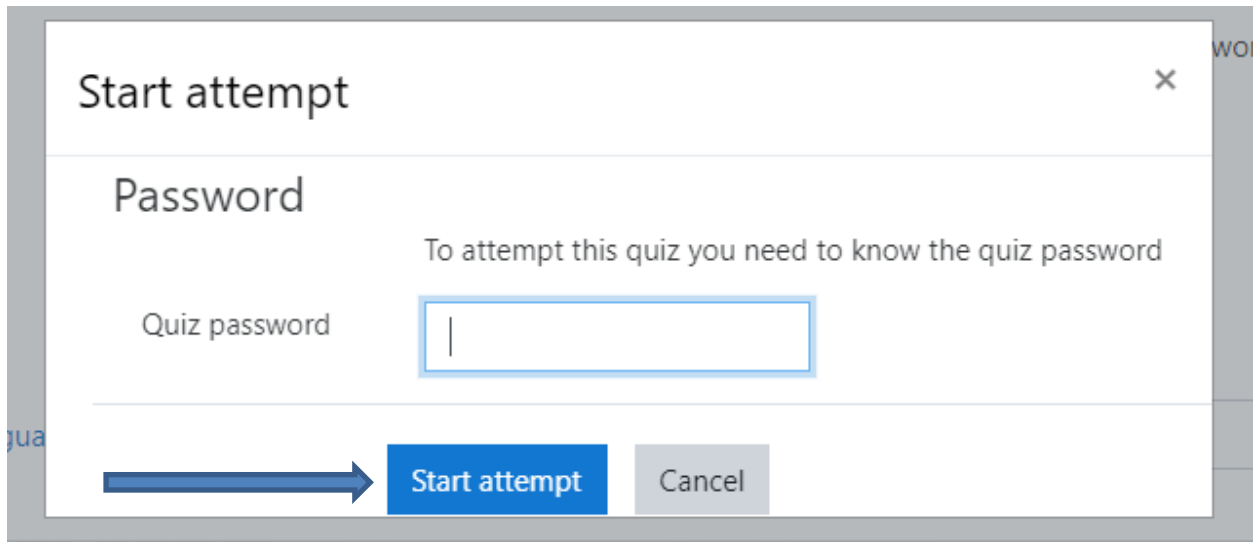 Start attempt
Password
To attempt this quiz you need to know the quiz password
Quiz password
Start attempt Cancel